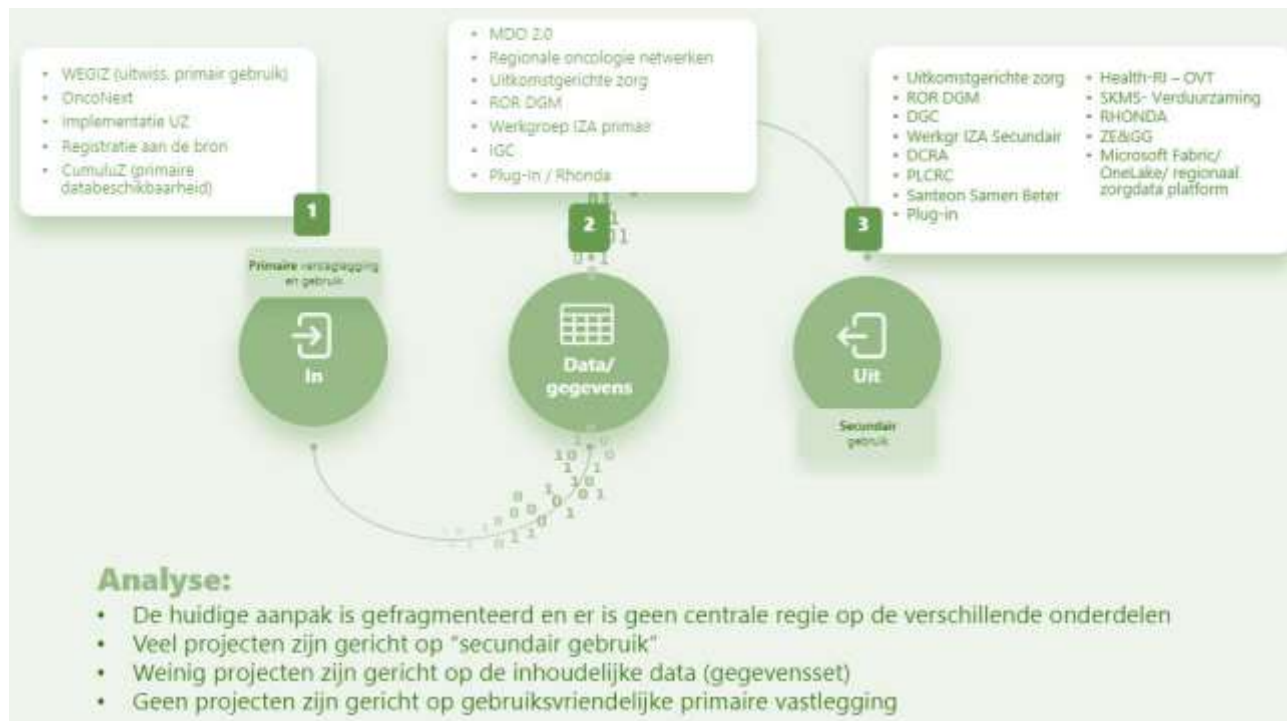 • WEGIZ (uitwiss. primair gebruik)
• OncoNext
• Implementatie UZ
• Registratie aan de bron
• CumuluZ (primaire
databeschikbaarheid)
1
Primaire verslaglegging
en gebruik
In
• MDO 2.0
• Regionale oncologie netwerken
• Uitkomstgerichte zorg
• ROR DGM
• Werkgroep IZA primair
• IGC
• Plug-in / Rhonda
2
Data/
gegevens
• Uitkomstgerichte zorg
• ROR DGM
• DGC
• Werkgr IZA Secundair
• DCRA
• PLCRC
• Santeon Samen Beter
• Plug-in
• Health-RI – OVT
• SKMS- Verduurzaming
• RHONDA
• ZE&GG
• Microsoft Fabric/
OneLake/ regionaal
zorgdata platform
3
Uit
Secundair
gebruik
Analyse:
• De huidige aanpak is gefragmenteerd en er is geen centrale regie op de verschillende onderdelen
• Veel projecten zijn gericht op "secundair gebruik"
• Weinig projecten zijn gericht op de inhoudelijke data (gegevensset)
• Geen projecten zijn gericht op gebruiksvriendelijke primaire vastlegging